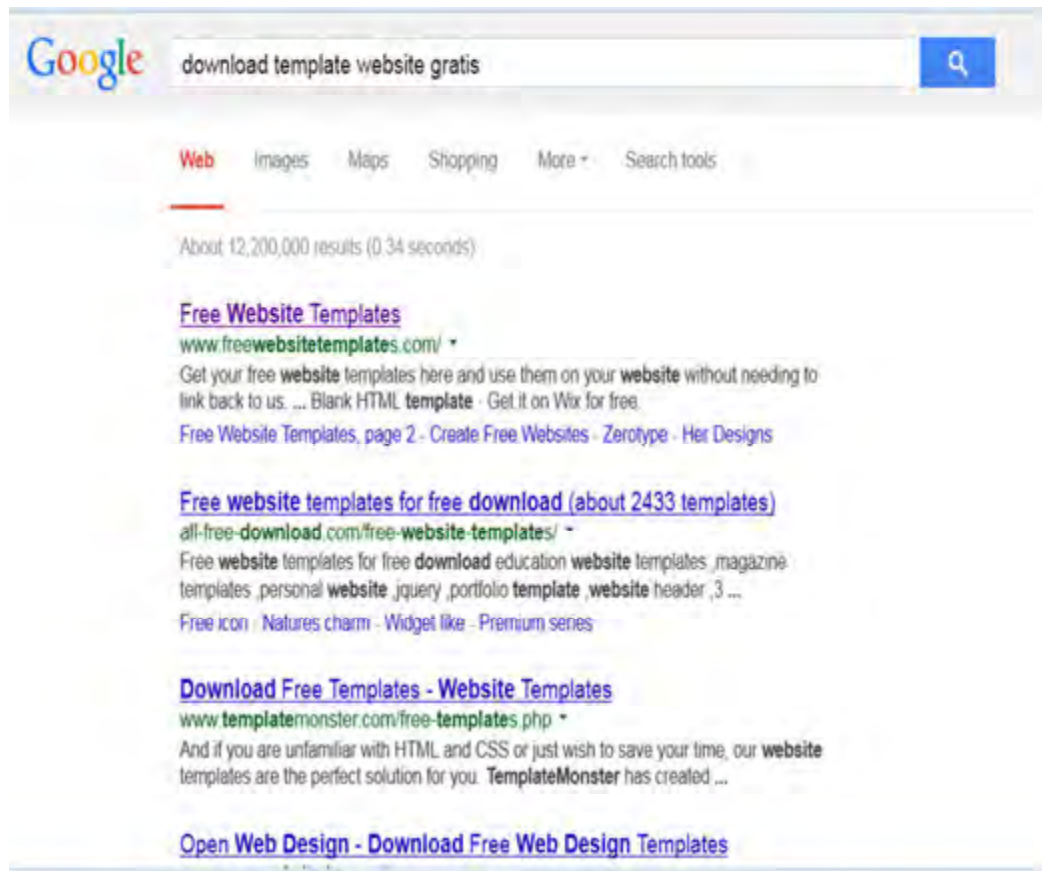 Google download template website gratis
Web Images Maps Shopping More Search tools
About 12,200,000 results (0.34 seconds)
Free Website Templates
www.freewebsitetemplates.com/
Get your free website templates here and use them on your website without needing to
link back to us. ... Blank HTML template - Get it on Wix for free.
Free Website Templates, page 2 - Create Free Websites - Zerotype - Her Designs
Free website templates for free download (about 2433 templates)
all-free-download.com/free-website-templates/
Free website templates for free download education website templates ,magazine
templates ,personal website ,jquery ,portfolio template ,website header ,3 ...
Free icon - Natures charm - Widget like - Premium series
Download Free Templates - Website Templates
www.templatemonster.com/free-templates.php
And if you are unfamiliar with HTML and CSS or just wish to save your time, our website
templates are the perfect solution for you. TemplateMonster has created ...
Open Web Design - Download Free Web Design Templates